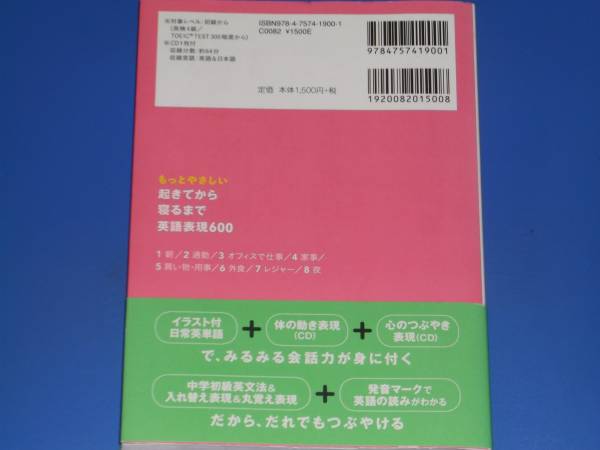 ※対象レベル:初級から
(英検4級/
TOEIC® TEST 300程度から)
※CD1枚付
収録分数:約64分
収録言語:英語&日本語
ISBN978-4-7574-1900-1
C0082 ¥1500E
定価 本体1,500円+税
9784757419001
1920082015008
もっとやさしい
起きてから
寝るまで
英語表現600
1 朝/2 通勤/3 オフィスで仕事/4 家事/
5 買い物・用事/6 外食/7 レジャー/8 夜
イラスト付
日常英単語
+
体の動き表現
(CD)
+
心のつぶやき
表現(CD)
で、みるみる会話力が身に付く
中学初級英文法&
入れ替え表現&丸覚え表現
+
発音マークで
英語の読みがわかる
だから、だれでもつぶやける